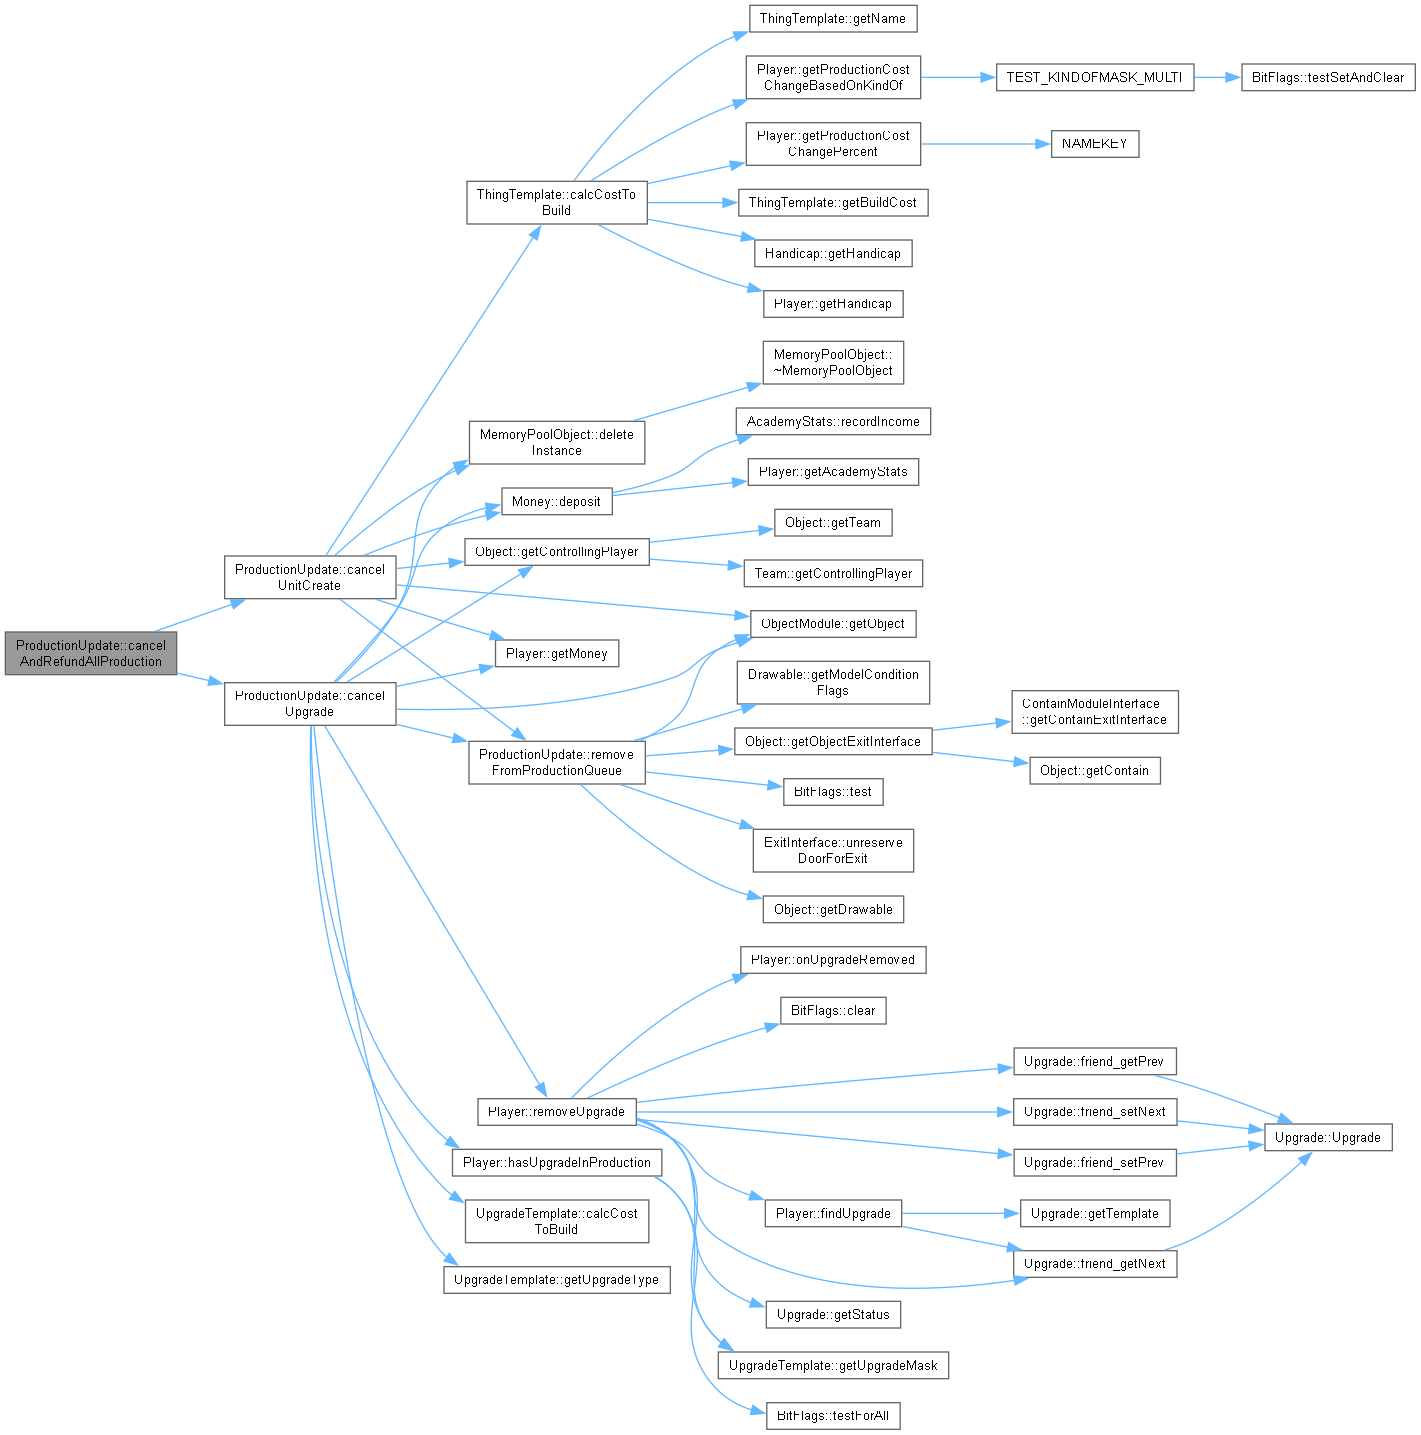 ThingTemplate::getName
Player::getProductionCost
ChangeBasedOnKindOf
TEST_KINDOFMASK_MULTI
BitFlags::testSetAndClear
Player::getProductionCost
ChangePercent
NAMEKEY
ThingTemplate::calcCostTo
Build
ThingTemplate::getBuildCost
Handicap::getHandicap
Player::getHandicap
MemoryPoolObject::
~MemoryPoolObject
AcademyStats::recordIncome
MemoryPoolObject::delete
Instance
Player::getAcademyStats
Money::deposit
Object::getTeam
Object::getControllingPlayer
Team::getControllingPlayer
ProductionUpdate::cancel
UnitCreate
ObjectModule::getObject
ProductionUpdate::cancel
AndRefundAllProduction
Player::getMoney
Drawable::getModelCondition
Flags
ProductionUpdate::cancel
Upgrade
ContainModuleInterface
::getContainExitInterface
Object::getObjectExitInterface
ProductionUpdate::remove
FromProductionQueue
Object::getContain
BitFlags::test
ExitInterface::unreserve
DoorForExit
Object::getDrawable
Player::onUpgradeRemoved
BitFlags::clear
Upgrade::friend_getPrev
Player::removeUpgrade
Upgrade::friend_setNext
Upgrade::Upgrade
Player::hasUpgradeInProduction
Upgrade::friend_setPrev
UpgradeTemplate::calcCost
ToBuild
Player::findUpgrade
Upgrade::getTemplate
Upgrade::friend_getNext
UpgradeTemplate::getUpgradeType
Upgrade::getStatus
UpgradeTemplate::getUpgradeMask
BitFlags::testForAll